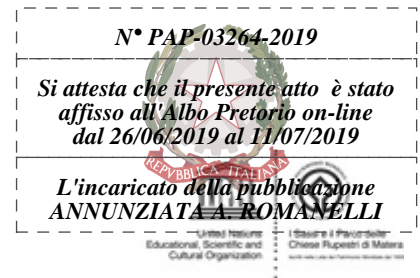 N° PAP-03264-2019
Si attesta che il presente atto è stato
affisso all'Albo Pretorio on-line
dal 26/06/2019 al 11/07/2019
REPVBBLICA ITALIANA
L'incaricato della pubblicazione
ANNUNZIATA A. ROMANELLI
United Nations
Educational, Scientific and
Cultural Organization
I Sassi e il Parco delle
Chiese Rupestri di Matera